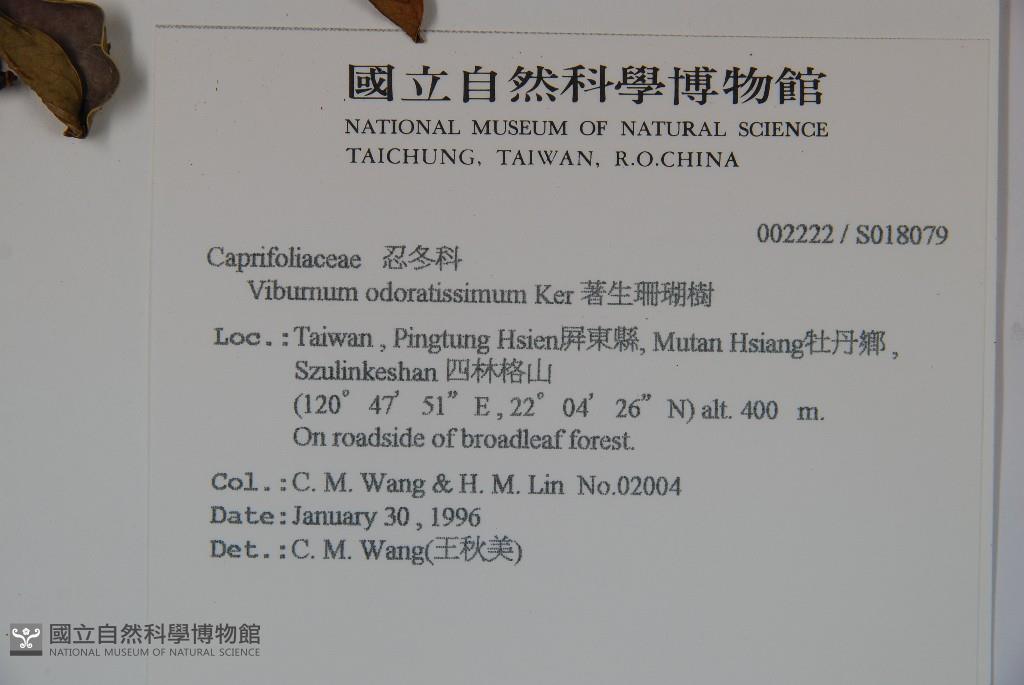 國立自然科學博物館
NATIONAL MUSEUM OF NATURAL SCIENCE
TAICHUNG, TAIWAN, R.O.CHINA
002222 / S018079
Caprifoliaceae 忍冬科
Viburnum odoratissimum Ker 著生珊瑚樹
Loc.:Taiwan , Pingtung Hsien屏東縣, Mutan Hsiang牡丹鄉 ,
Szulinkeshan 四林格山
(120° 47′ 51” E , 22° 04′ 26” N) alt. 400 m.
On roadside of broadleaf forest.
Col.:C. M. Wang & H. M. Lin No.02004
Date:January 30 , 1996
Det.:C. M. Wang(王秋美)
國立自然科學博物館
NATIONAL MUSEUM OF NATURAL SCIENCE